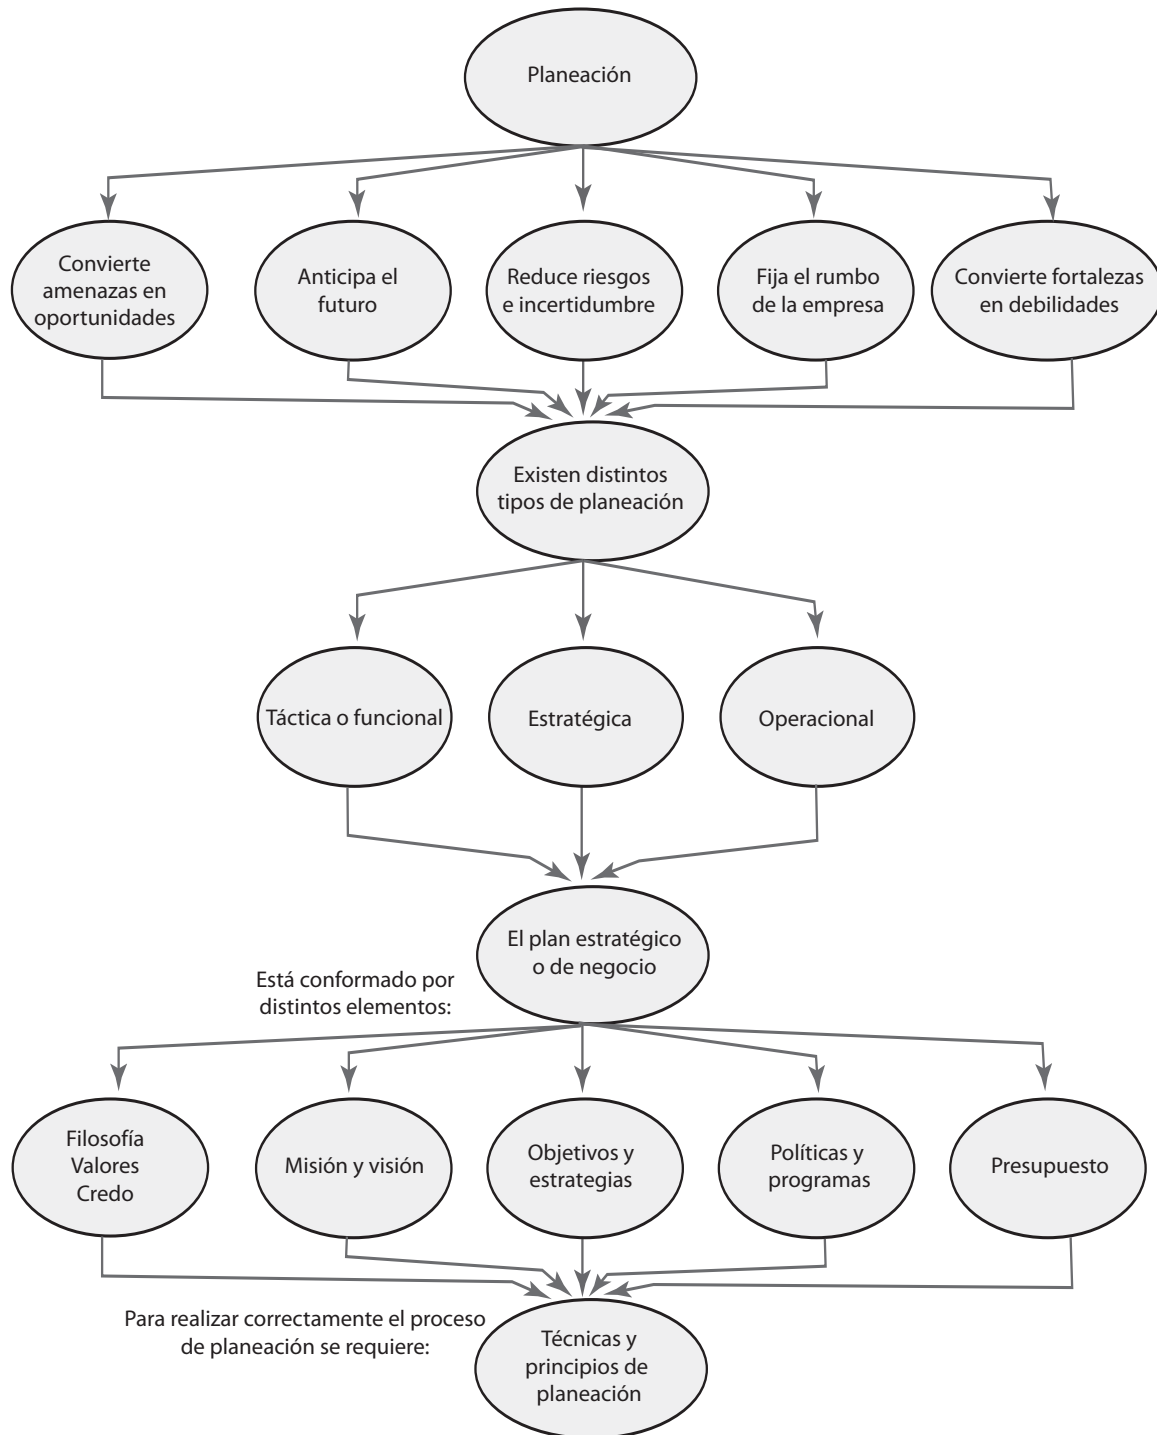 Planeación
Convierte
amenazas en
oportunidades
Anticipa el
futuro
Reduce riesgos
e incertidumbre
Fija el rumbo
de la empresa
Convierte fortalezas
en debilidades
Existen distintos
tipos de planeación
Táctica o funcional
Estratégica
Operacional
El plan estratégico
o de negocio
Está conformado por
distintos elementos:
Filosofía
Valores
Credo
Misión y visión
Objetivos y
estrategias
Políticas y
programas
Presupuesto
Para realizar correctamente el proceso
de planeación se requiere:
Técnicas y
principios de
planeación